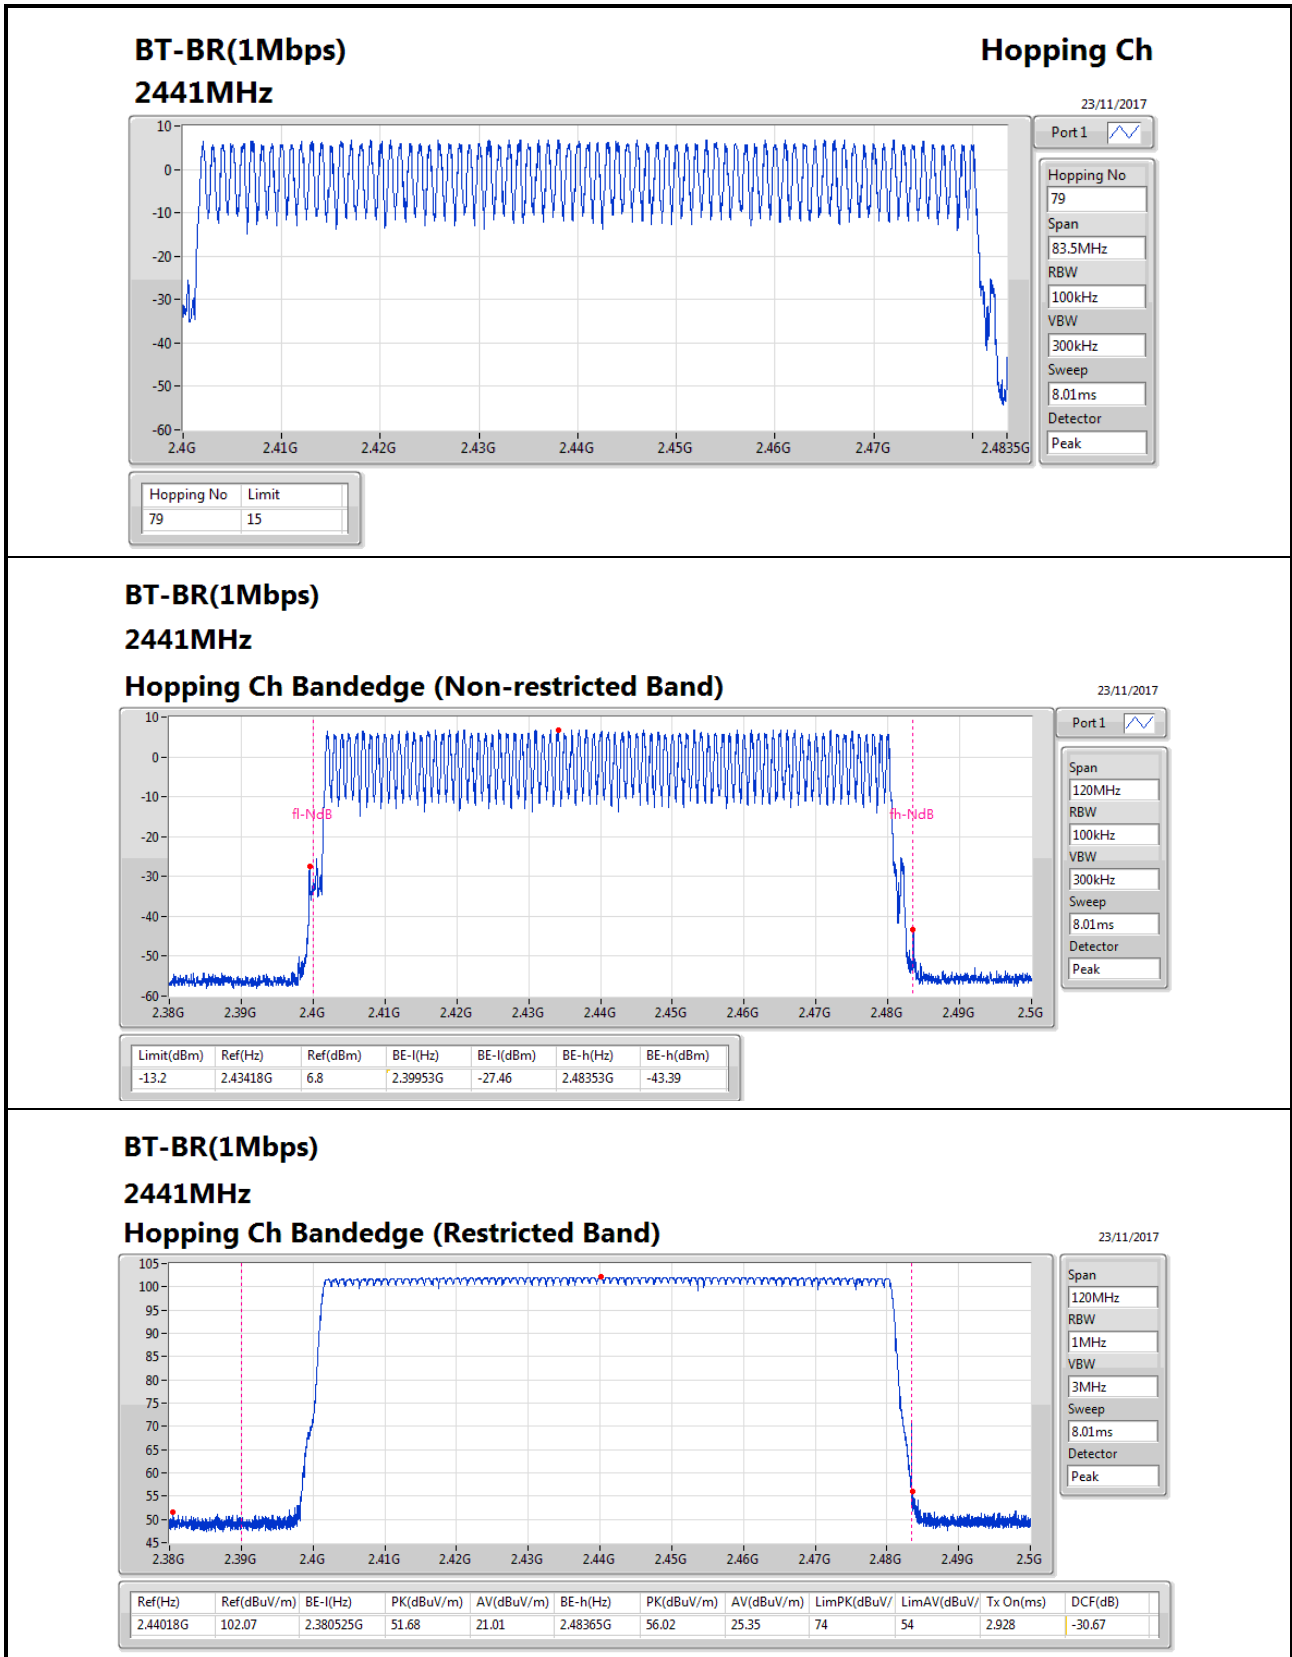 BT-BR(1Mbps)
Hopping Ch
2441MHz
23/11/2017
Port 1
Hopping No
79
Span
83.5MHz
RBW
100kHz
VBW
300kHz
Sweep
8.01ms
Detector
Peak
10
0
-10
-20
-30
-40
-50
-60
2.4G 2.41G 2.42G 2.43G 2.44G 2.45G 2.46G 2.47G 2.4835G
Hopping No Limit
79 15
BT-BR(1Mbps)
2441MHz
Hopping Ch Bandedge (Non-restricted Band)
23/11/2017
Port 1
Span
120MHz
RBW
100kHz
VBW
300kHz
Sweep
8.01ms
Detector
Peak
10
0
-10
fl-NdB fh-NdB
-20
-30
-40
-50
-60
2.38G 2.39G 2.4G 2.41G 2.42G 2.43G 2.44G 2.45G 2.46G 2.47G 2.48G 2.49G 2.5G
Limit(dBm) Ref(Hz) Ref(dBm) BE-l(Hz) BE-l(dBm) BE-h(Hz) BE-h(dBm)
-13.2 2.43418G 6.8 2.39953G -27.46 2.48353G -43.39
BT-BR(1Mbps)
2441MHz
Hopping Ch Bandedge (Restricted Band)
23/11/2017
Span
120MHz
RBW
1MHz
VBW
3MHz
Sweep
8.01ms
Detector
Peak
105
100
95
90
85
80
75
70
65
60
55
50
45
2.38G 2.39G 2.4G 2.41G 2.42G 2.43G 2.44G 2.45G 2.46G 2.47G 2.48G 2.49G 2.5G
Ref(Hz) Ref(dBuV/m) BE-l(Hz) PK(dBuV/m) AV(dBuV/m) BE-h(Hz) PK(dBuV/m) AV(dBuV/m) LimPK(dBuV/ LimAV(dBuV/ Tx On(ms) DCF(dB)
2.44018G 102.07 2.380525G 51.68 21.01 2.48365G 56.02 25.35 74 54 2.928 -30.67